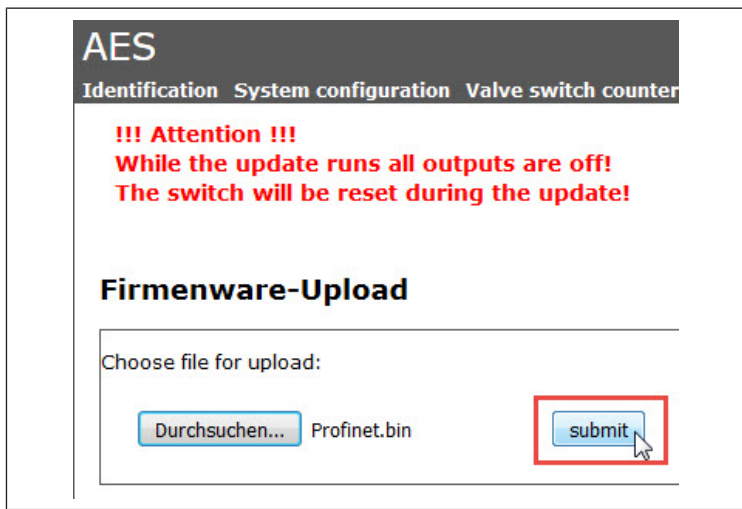 AES
Identification System configuration Valve switch counter
!!! Attention !!!
While the update runs all outputs are off!
The switch will be reset during the update!
Firmenware-Upload
Choose file for upload:
Durchsuchen... Profinet.bin submit